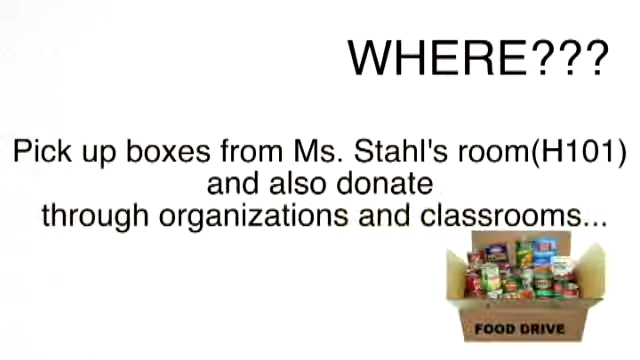 WHERE???
Pick up boxes from Ms. Stahl's room(H101)
and also donate
through organizations and classrooms...
FOOD DRIVE